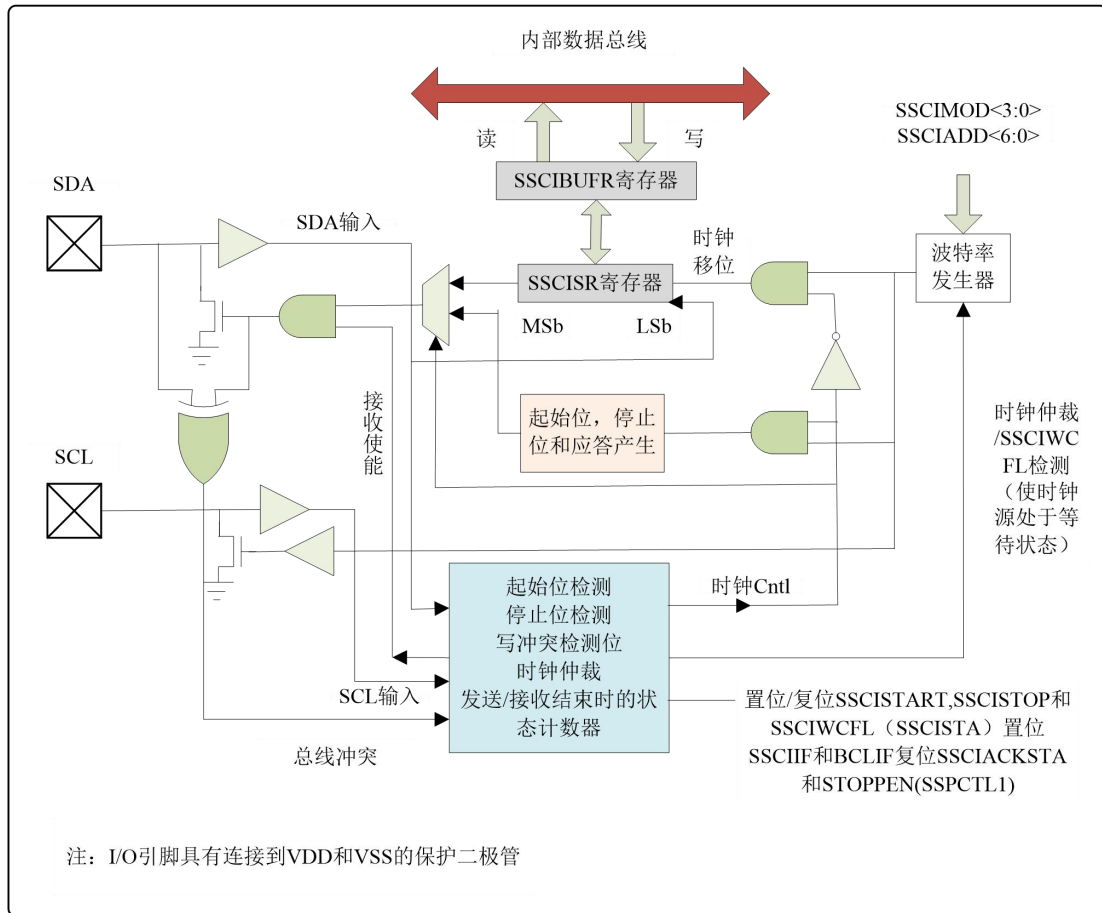 内部数据总线
SSCIMOD<3:0>
SSCIADD<6:0>
读
写
SSCIBUFR寄存器
SDA
SDA输入
时钟
移位
波特率
发生器
SSCISR寄存器
MSb
LSb
接收使能
起始位，停止
位和应答产生
时钟仲裁
/SSCIWC
FL检测
（使时钟
源处于等
待状态）
SCL
起始位检测
停止位检测
写冲突检测位
时钟仲裁
发送/接收结束时的状
态计数器
时钟Cntl
SCL输入
总线冲突
置位/复位SSCISTART,SSCISTOP和
SSCIWCFL（SSCISTA）置位
SSCIIF和BCLIF复位SSCIACKSTA
和STOPPEN(SSPCTL1)
注：I/O引脚具有连接到VDD和VSS的保护二极管